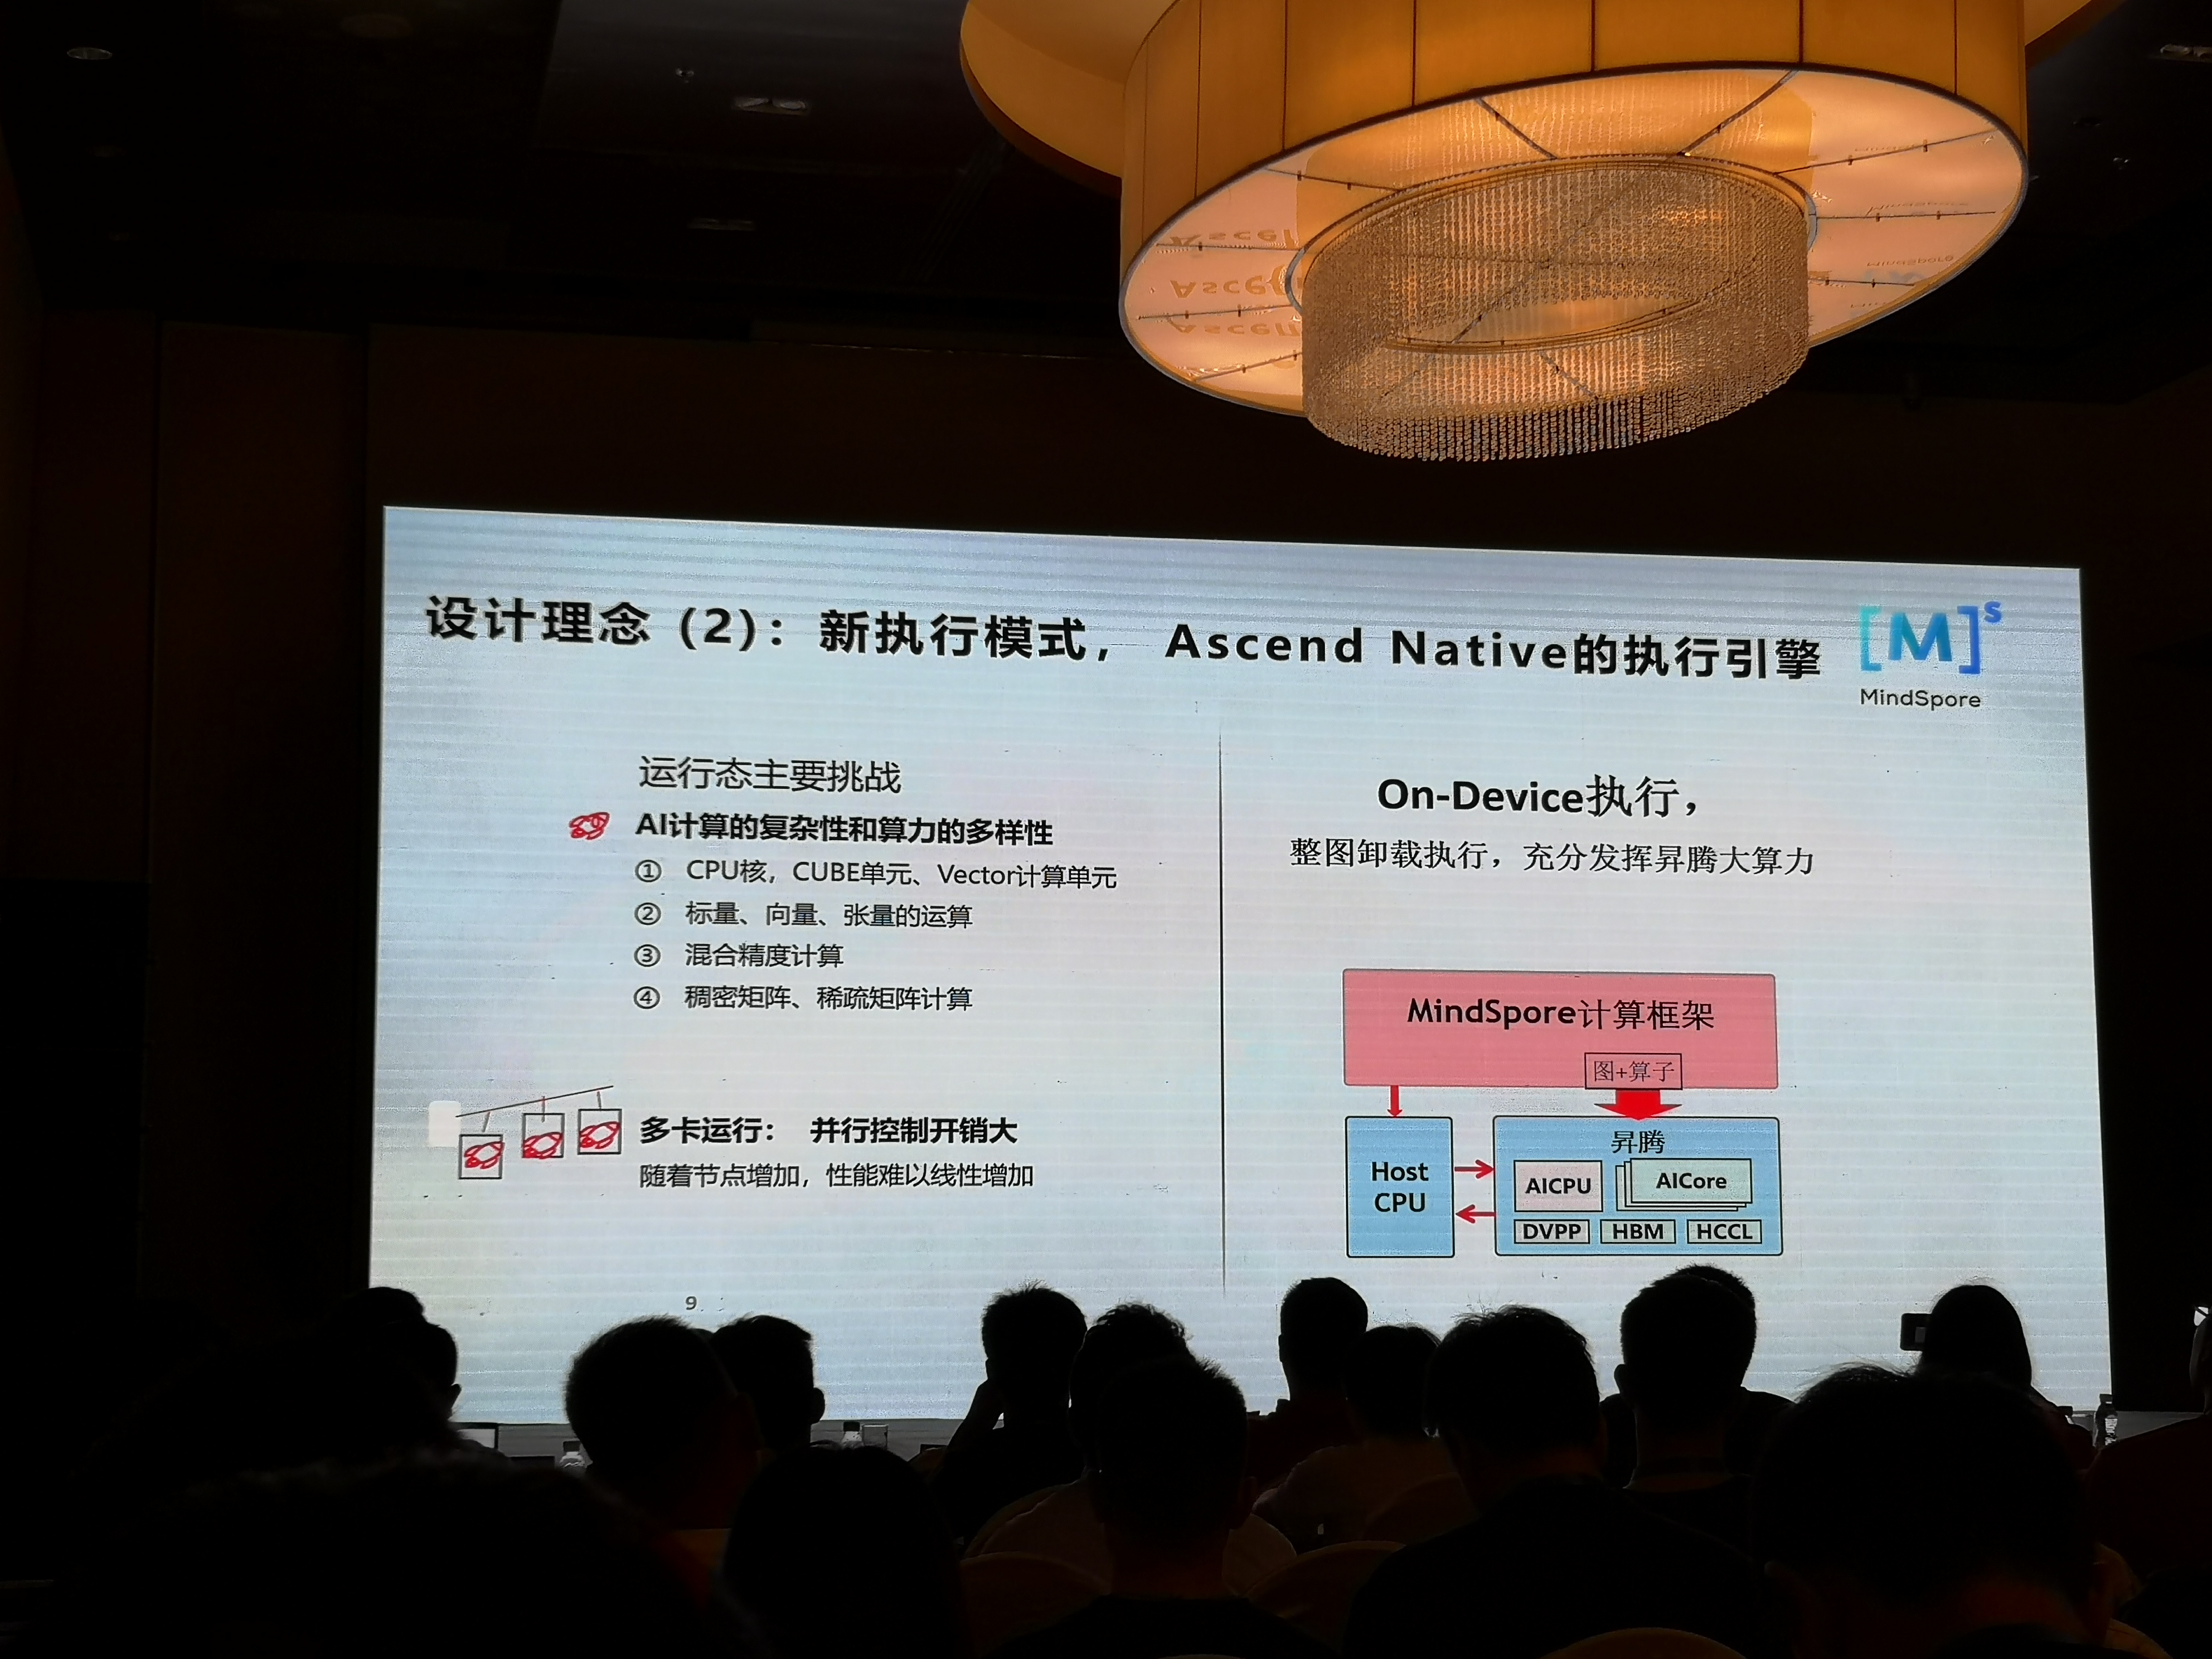 设计理念 (2)：新执行模式， Ascend Native的执行引擎
[M]s
MindSpore
运行态主要挑战
AI计算的复杂性和算力的多样性
① CPU核，CUBE单元、Vector计算单元
② 标量、向量、张量的运算
③ 混合精度计算
④ 稠密矩阵、稀疏矩阵计算
多卡运行： 并行控制开销大
随着节点增加，性能难以线性增加
9
On-Device执行，
整图卸载执行，充分发挥昇腾大算力
MindSpore计算框架
图+算子
Host
CPU
昇腾
AICPU
AICore
DVPP
HBM
HCCL